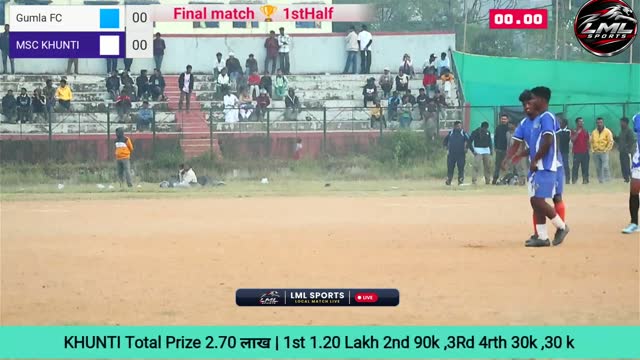 Gumla FC 00
MSC KHUNTI 00
Final match 🏆 1stHalf
00.00
LML
SPORTS
LML SPORTS
LOCAL MATCH LIVE
LIVE
KHUNTI Total Prize 2.70 लाख | 1st 1.20 Lakh 2nd 90k ,3Rd 4rth 30k ,30 k